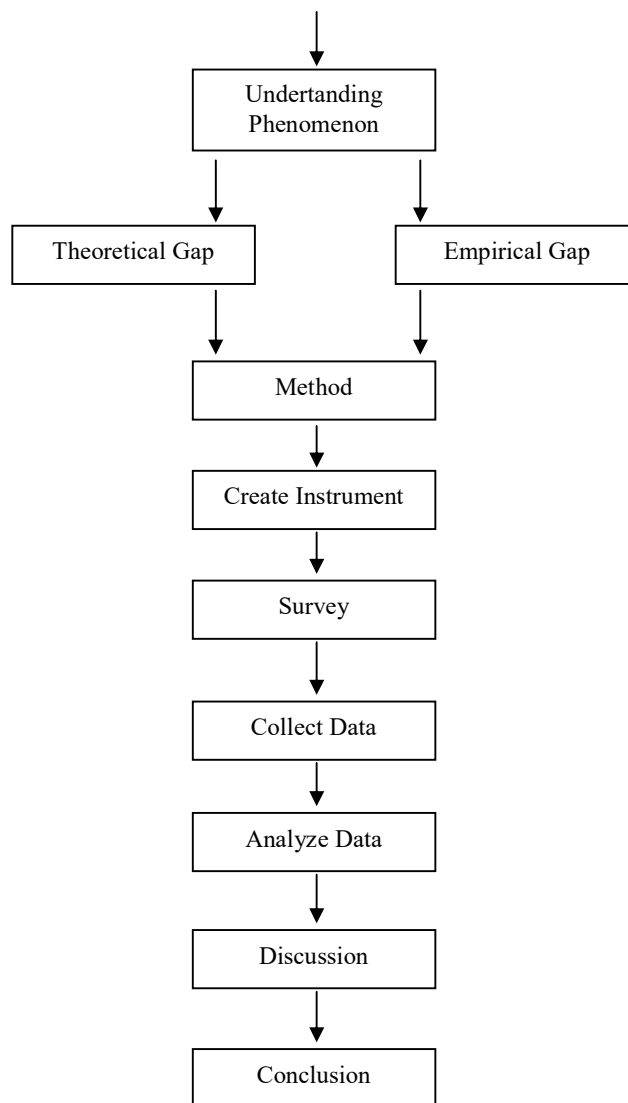 Undertanding
Phenomenon
Theoretical Gap
Empirical Gap
Method
Create Instrument
Survey
Collect Data
Analyze Data
Discussion
Conclusion